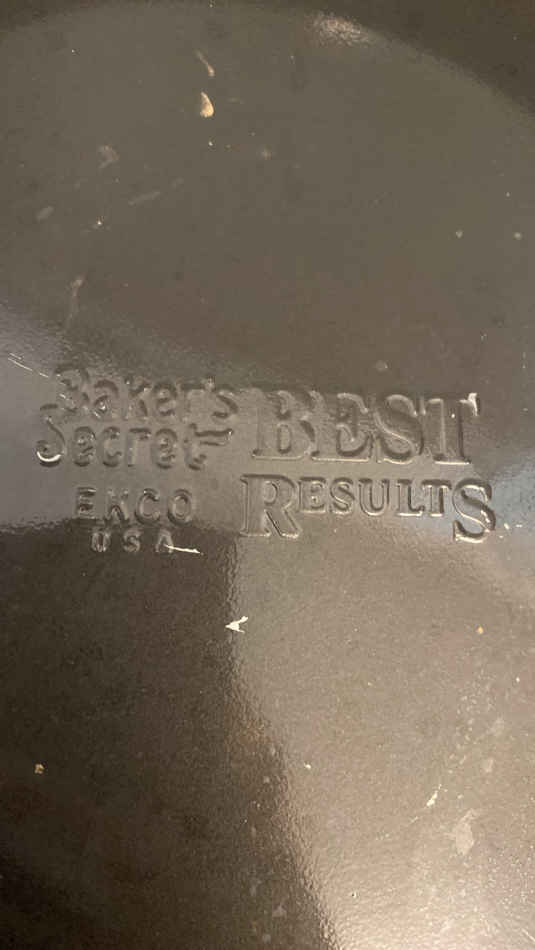 Baker's
Secret
EKCO
USA
BEST
RESULTS